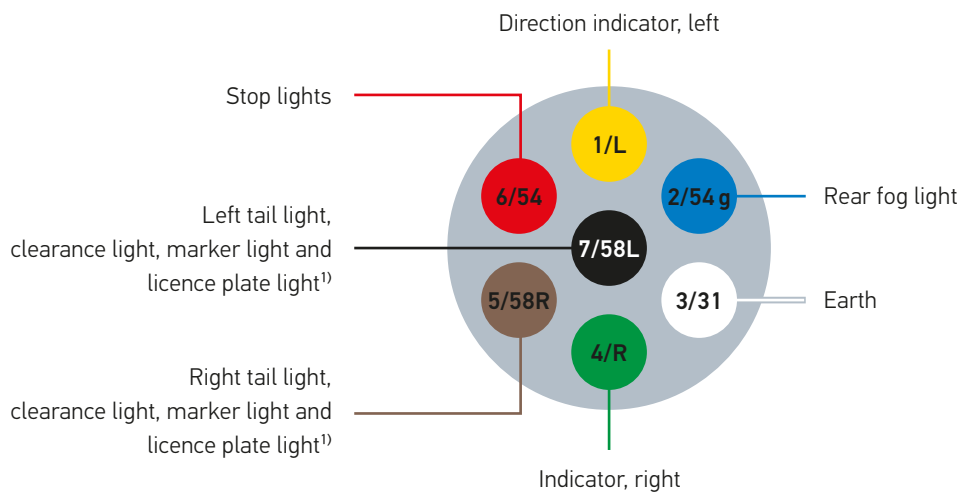 Direction indicator, left
Stop lights
1/L
6/54
2/54 g
Rear fog light
Left tail light,
clearance light, marker light and
licence plate light¹⁾
7/58L
5/58R
3/31
Earth
4/R
Right tail light,
clearance light, marker light and
licence plate light¹⁾
Indicator, right